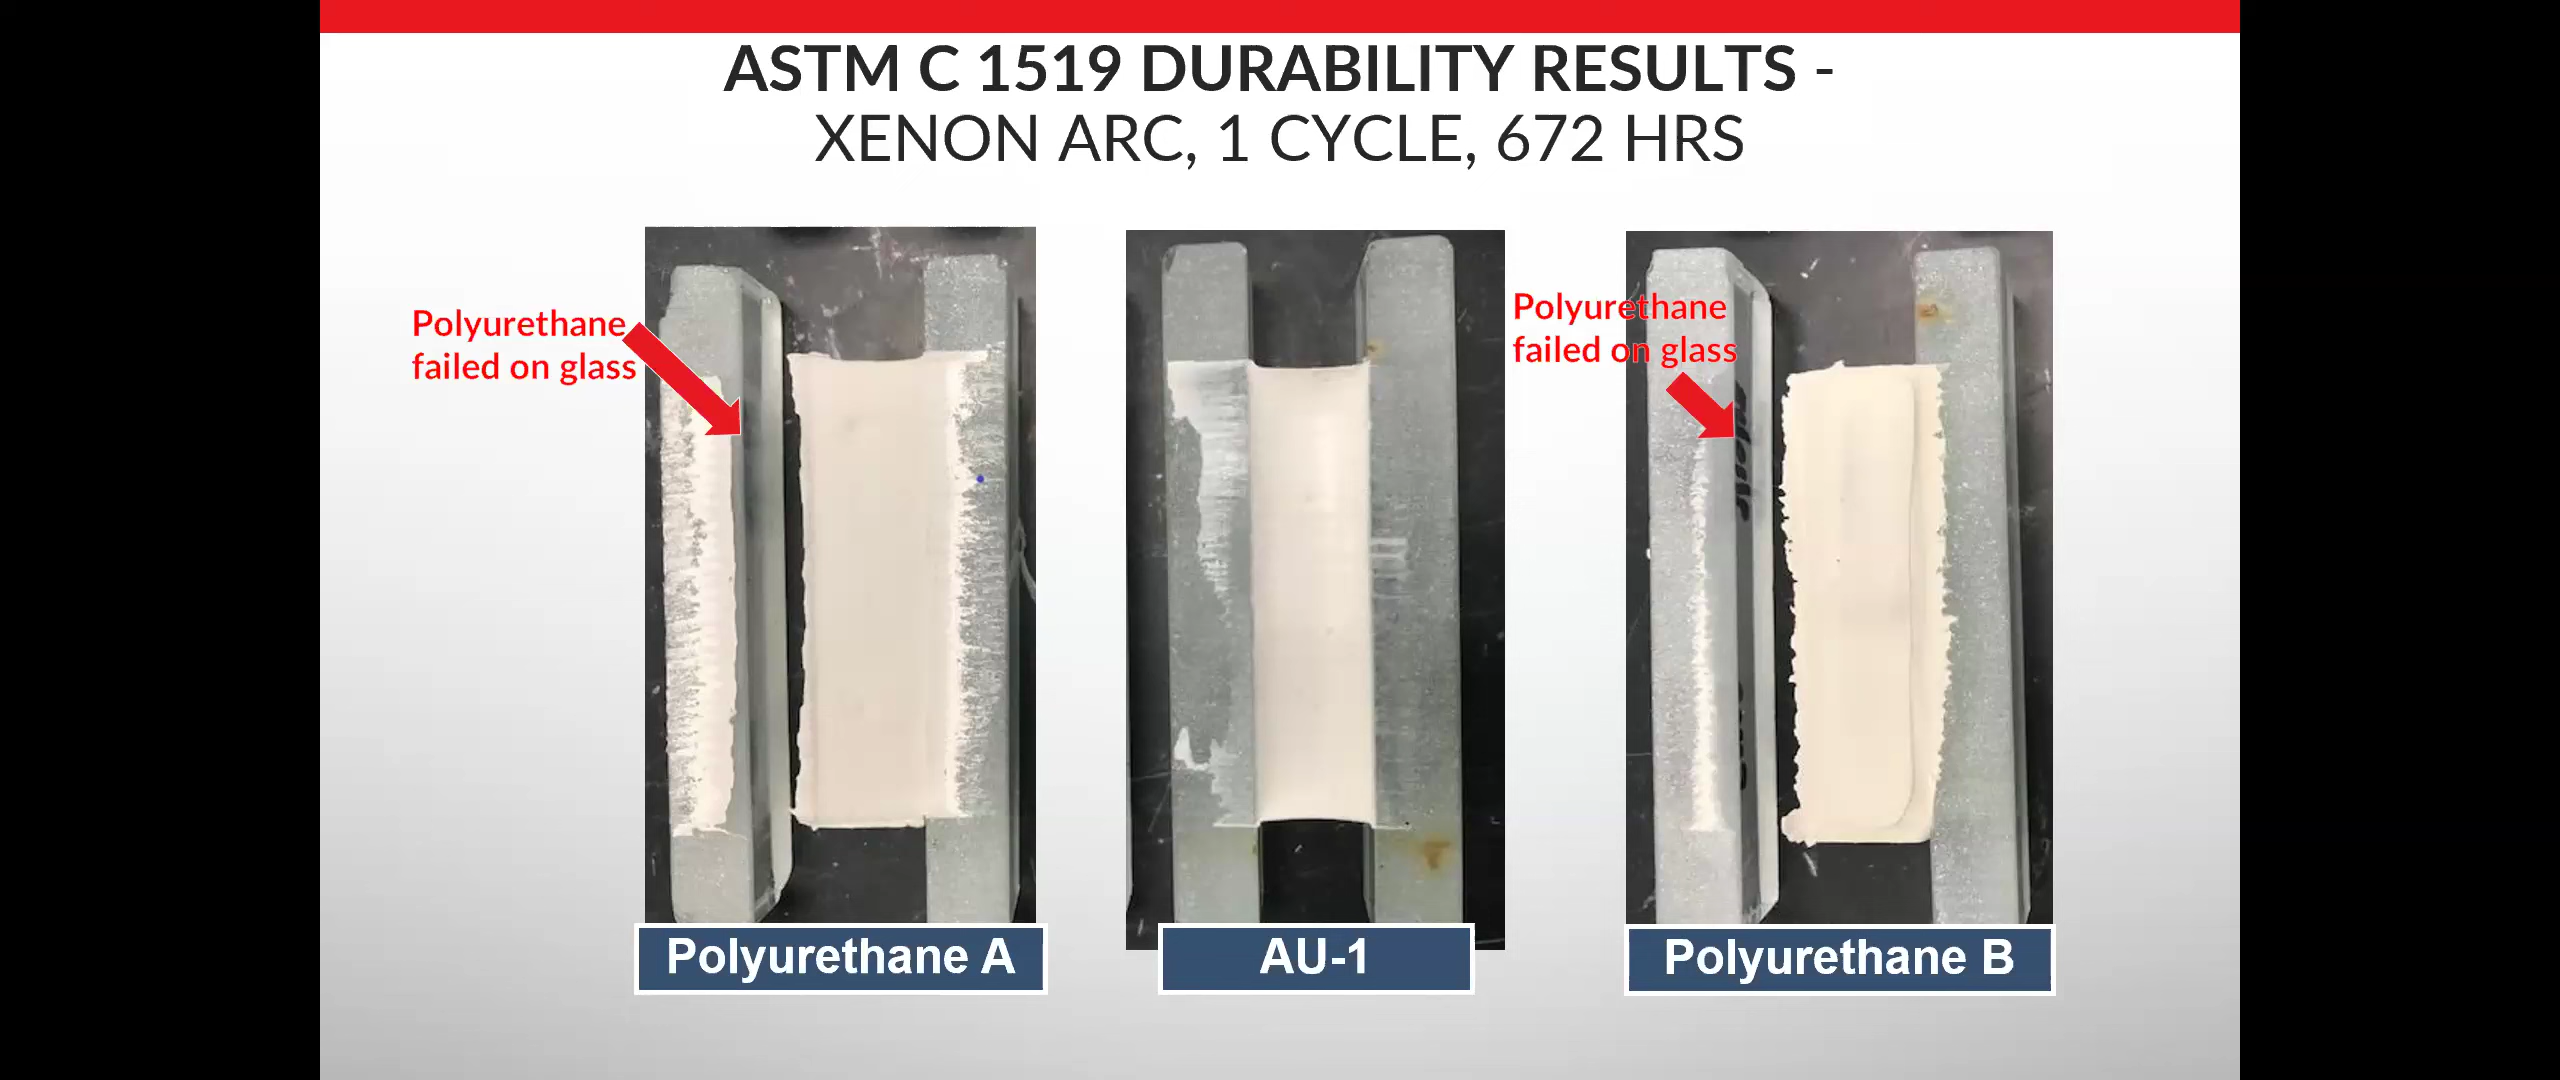 ASTM C 1519 DURABILITY RESULTS -
XENON ARC, 1 CYCLE, 672 HRS
Polyurethane
failed on glass
Polyurethane
failed on glass
Polyurethane A
AU-1
Polyurethane B